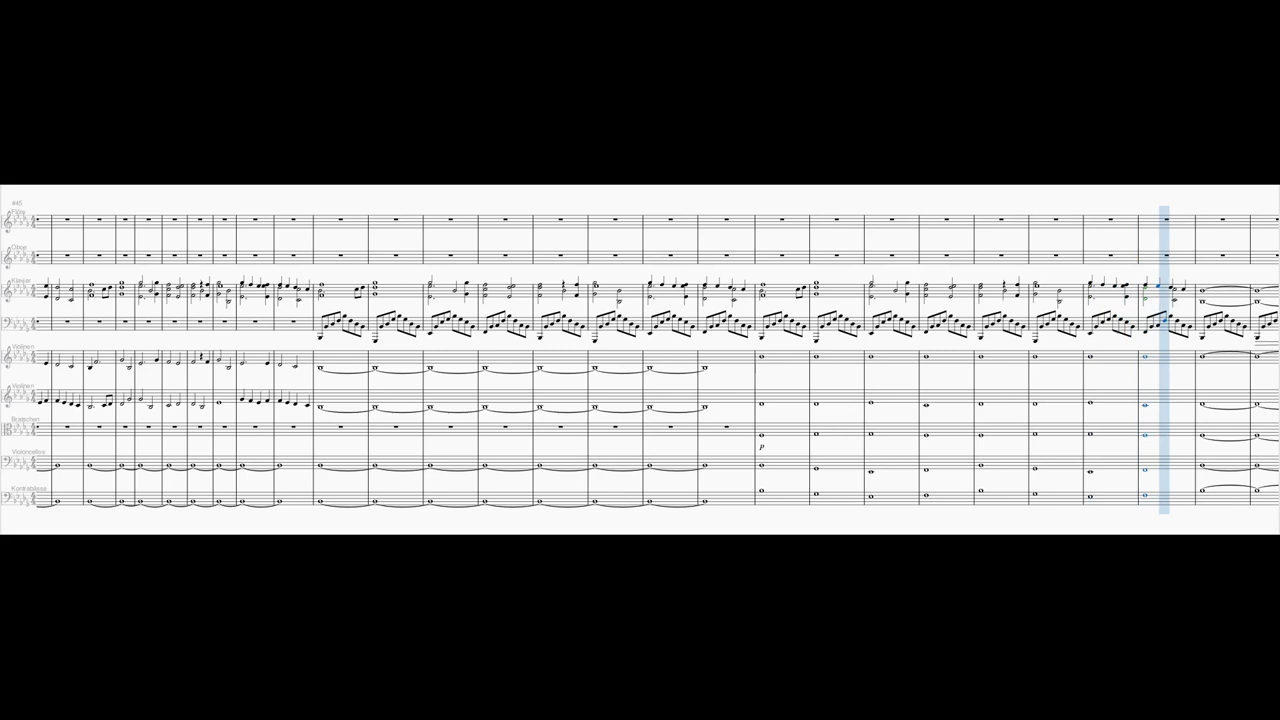 #45
Flöte
Oboe
Klavier
Violinen
Violinen
Bratschen
p
Violoncellos
Kontrabässe